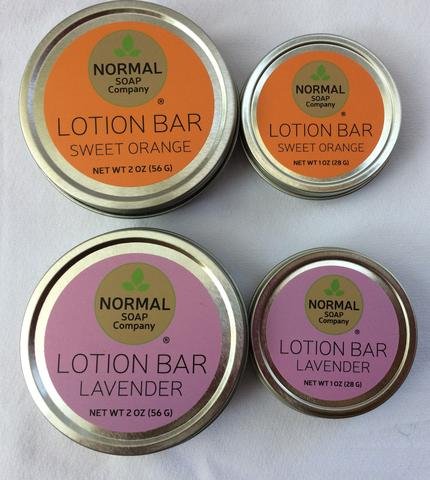 NORMAL
SOAP
Company
®
LOTION BAR
SWEET ORANGE
NET WT 2 OZ (56 G)
NORMAL
SOAP
Company
®
LOTION BAR
SWEET ORANGE
NET WT 1 OZ (28 G)
NORMAL
SOAP
Company
®
LOTION BAR
LAVENDER
NET WT 2 OZ (56 G)
NORMAL
SOAP
Company
®
LOTION BAR
LAVENDER
NET WT 1 OZ (28 G)